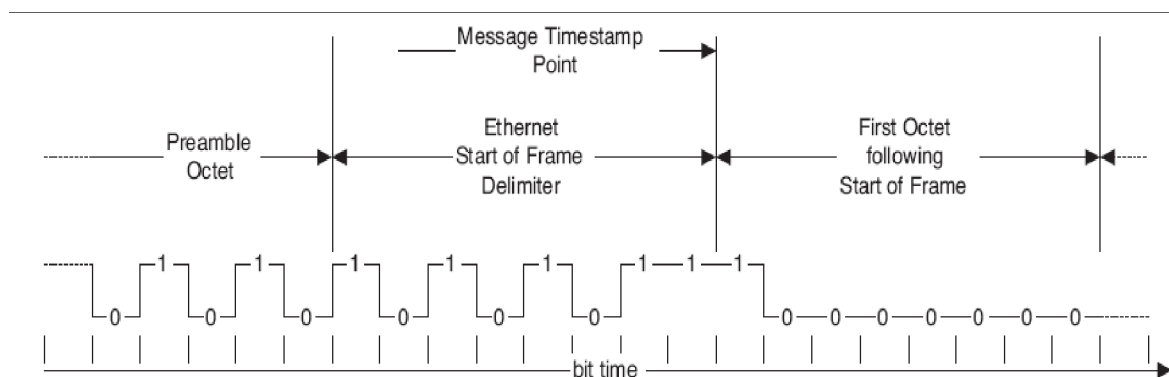 Message Timestamp
Point
Preamble
Octet
Ethernet
Start of Frame
Delimiter
First Octet
following
Start of Frame
0 1 0 1 0 1 0 1 0 1 0 1 1 1 0 0 0 0 0 0 0
bit time